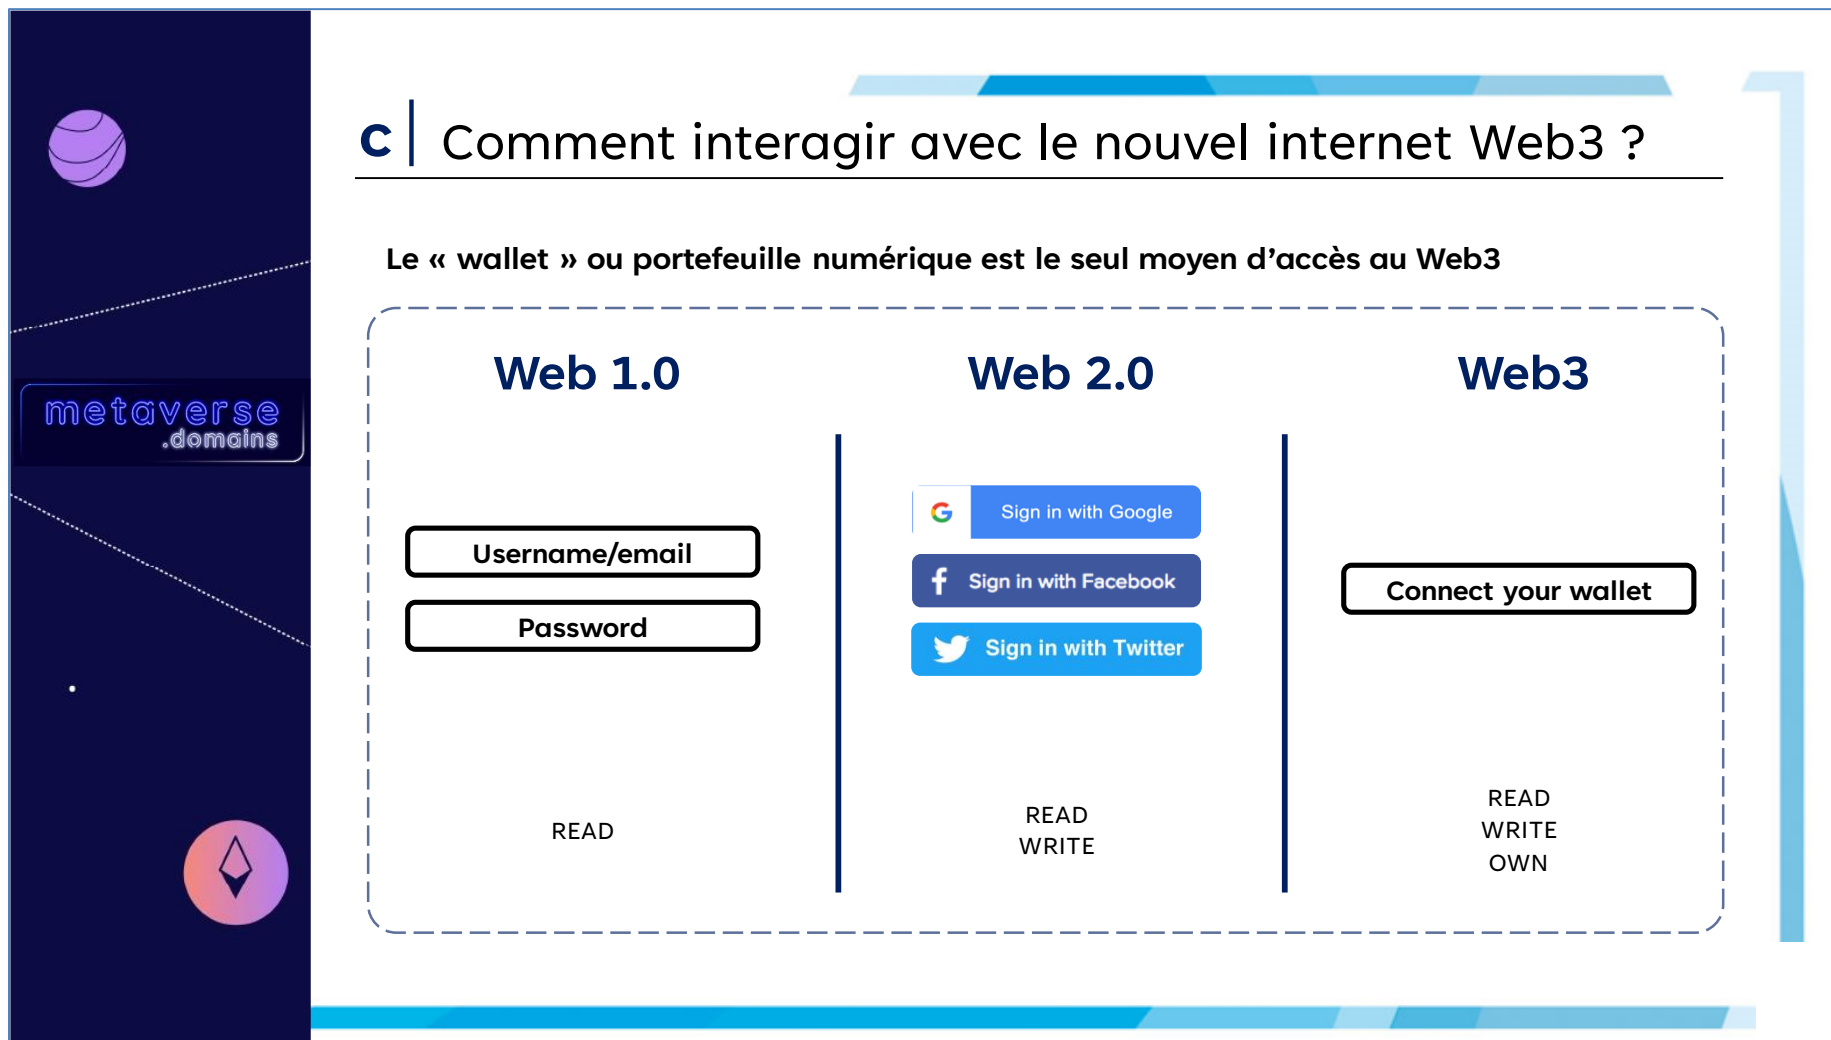 c Comment interagir avec le nouvel internet Web3 ?
Le « wallet » ou portefeuille numérique est le seul moyen d’accès au Web3
metaverse
.domains
Web 1.0
Username/email
Password
READ
Web 2.0
G Sign in with Google
f Sign in with Facebook
Sign in with Twitter
READ
WRITE
Web3
Connect your wallet
READ
WRITE
OWN